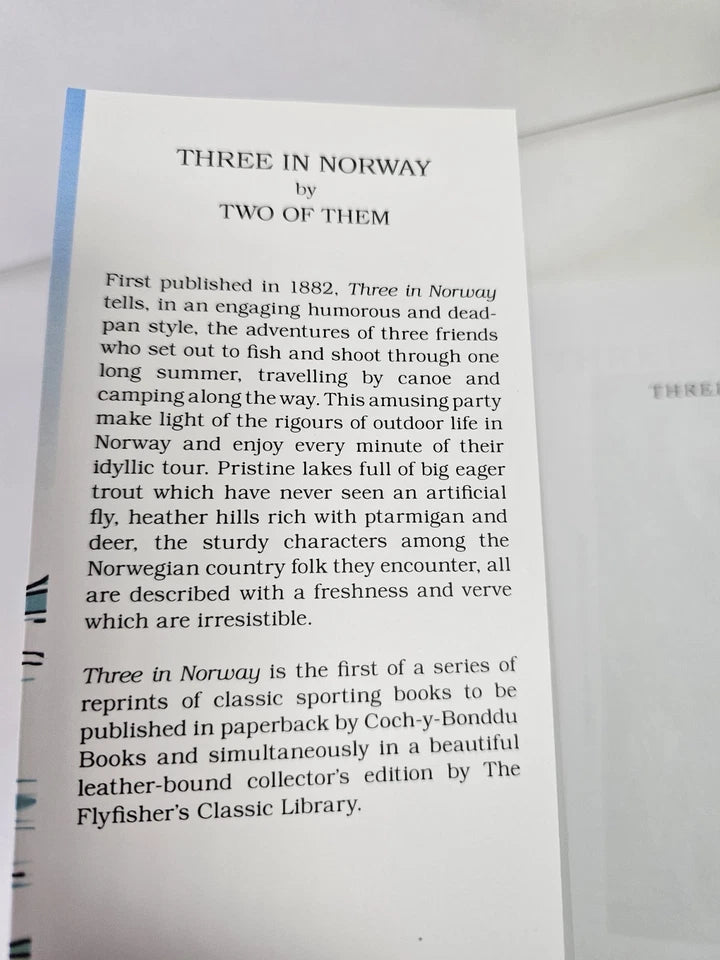 THREE IN NORWAY
by
TWO OF THEM
First published in 1882, Three in Norway
tells, in an engaging humorous and dead-
pan style, the adventures of three friends
who set out to fish and shoot through one
long summer, travelling by canoe and
camping along the way. This amusing party
make light of the rigours of outdoor life in
Norway and enjoy every minute of their
idyllic tour. Pristine lakes full of big eager
trout which have never seen an artificial
fly, heather hills rich with ptarmigan and
deer, the sturdy characters among the
Norwegian country folk they encounter, all
are described with a freshness and verve
which are irresistible.
Three in Norway is the first of a series of
reprints of classic sporting books to be
published in paperback by Coch-y-Bonddu
Books and simultaneously in a beautiful
leather-bound collector's edition by The
Flyfisher's Classic Library.
THREE